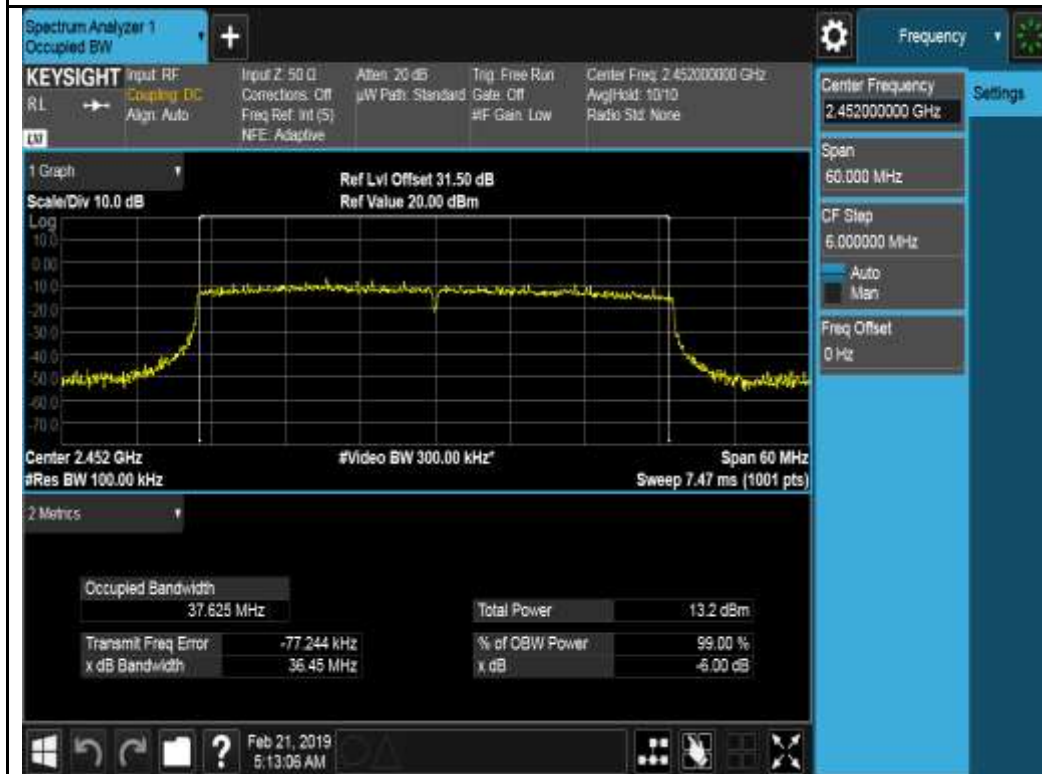 Spectrum Analyzer 1
Occupied BW
+
Frequency
KEYSIGHT
RL
LXI
Input: RF
Coupling: DC
Align: Auto
Input Z: 50 Ω
Corrections: Off
Freq Ref: Int (S)
NFE: Adaptive
Atten: 20 dB
µW Path: Standard
Trig: Free Run
Gate: Off
#IF Gain: Low
Center Freq: 2.452000000 GHz
Avg|Hold: 10/10
Radio Std: None
Center Frequency
2.452000000 GHz
Settings
Span
60.000 MHz
CF Step
6.000000 MHz
Auto
Man
Freq Offset
0 Hz
1 Graph
Scale/Div 10.0 dB
Ref Lvl Offset 31.50 dB
Ref Value 20.00 dBm
Log
10.0
0.00
-10.0
-20.0
-30.0
-40.0
-50.0
-60.0
-70.0
Center 2.452 GHz
#Res BW 100.00 kHz
#Video BW 300.00 kHz*
Span 60 MHz
Sweep 7.47 ms (1001 pts)
2 Metrics
Occupied Bandwidth
37.625 MHz
Total Power 13.2 dBm
Transmit Freq Error -77.244 kHz
% of OBW Power 99.00 %
x dB Bandwidth 36.45 MHz
x dB -6.00 dB
?
Feb 21, 2019
5:13:06 AM